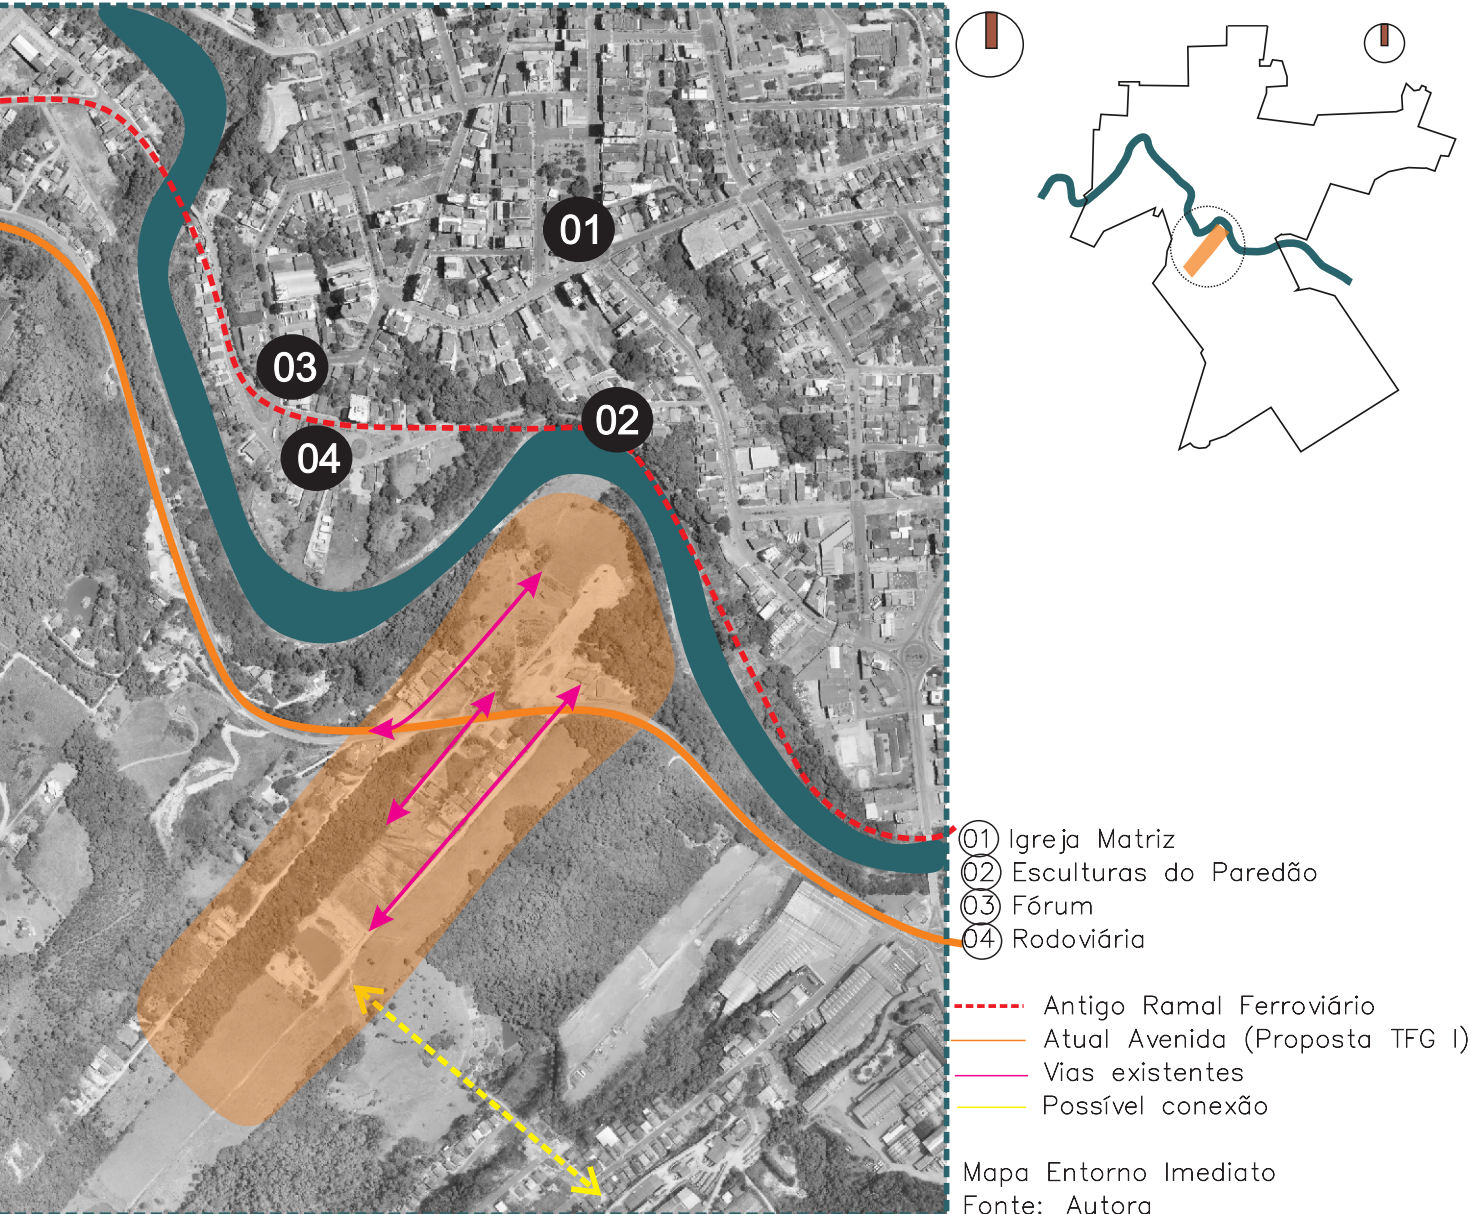 01
03
02
04
01 Igreja Matriz
02 Esculturas do Paredão
03 Fórum
04 Rodoviária
Antigo Ramal Ferroviário
Atual Avenida (Proposta TFG I)
Vias existentes
Possível conexão
Mapa Entorno Imediato
Fonte: Autora